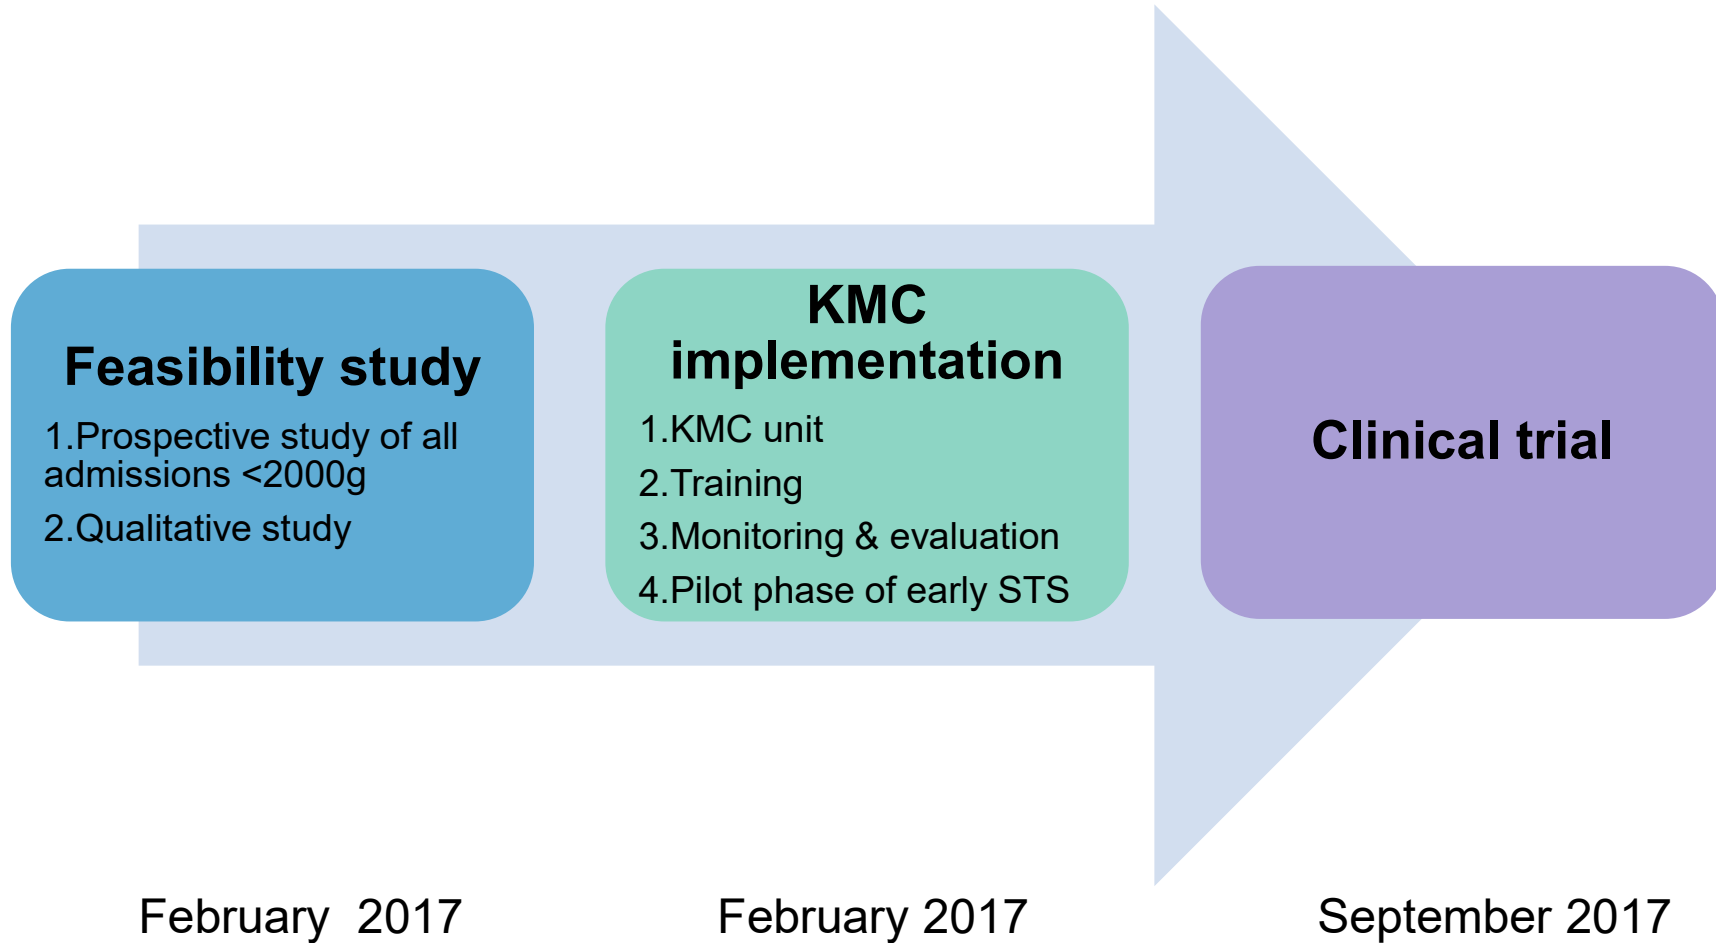 Feasibility study
1.Prospective study of all
admissions <2000g
2.Qualitative study
KMC
implementation
1.KMC unit
2.Training
3.Monitoring & evaluation
4.Pilot phase of early STS
Clinical trial
February 2017
February 2017
September 2017